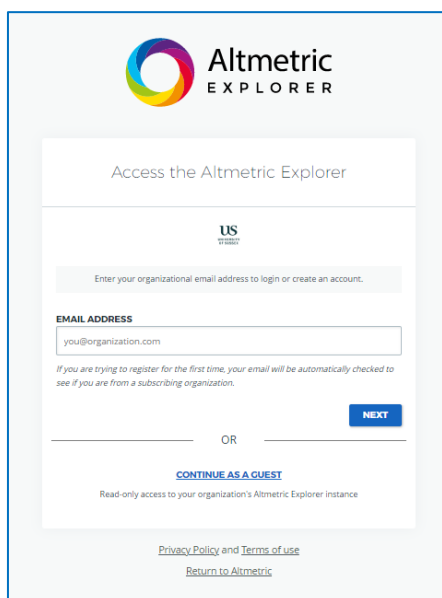 Altmetric
EXPLORER
Access the Altmetric Explorer
US
UNIVERSITY
OF SUSSEX
Enter your organizational email address to login or create an account.
EMAIL ADDRESS
you@organization.com
If you are trying to register for the first time, your email will be automatically checked to
see if you are from a subscribing organization.
NEXT
OR
CONTINUE AS A GUEST
Read-only access to your organization's Altmetric Explorer instance
Privacy Policy and Terms of use
Return to Altmetric